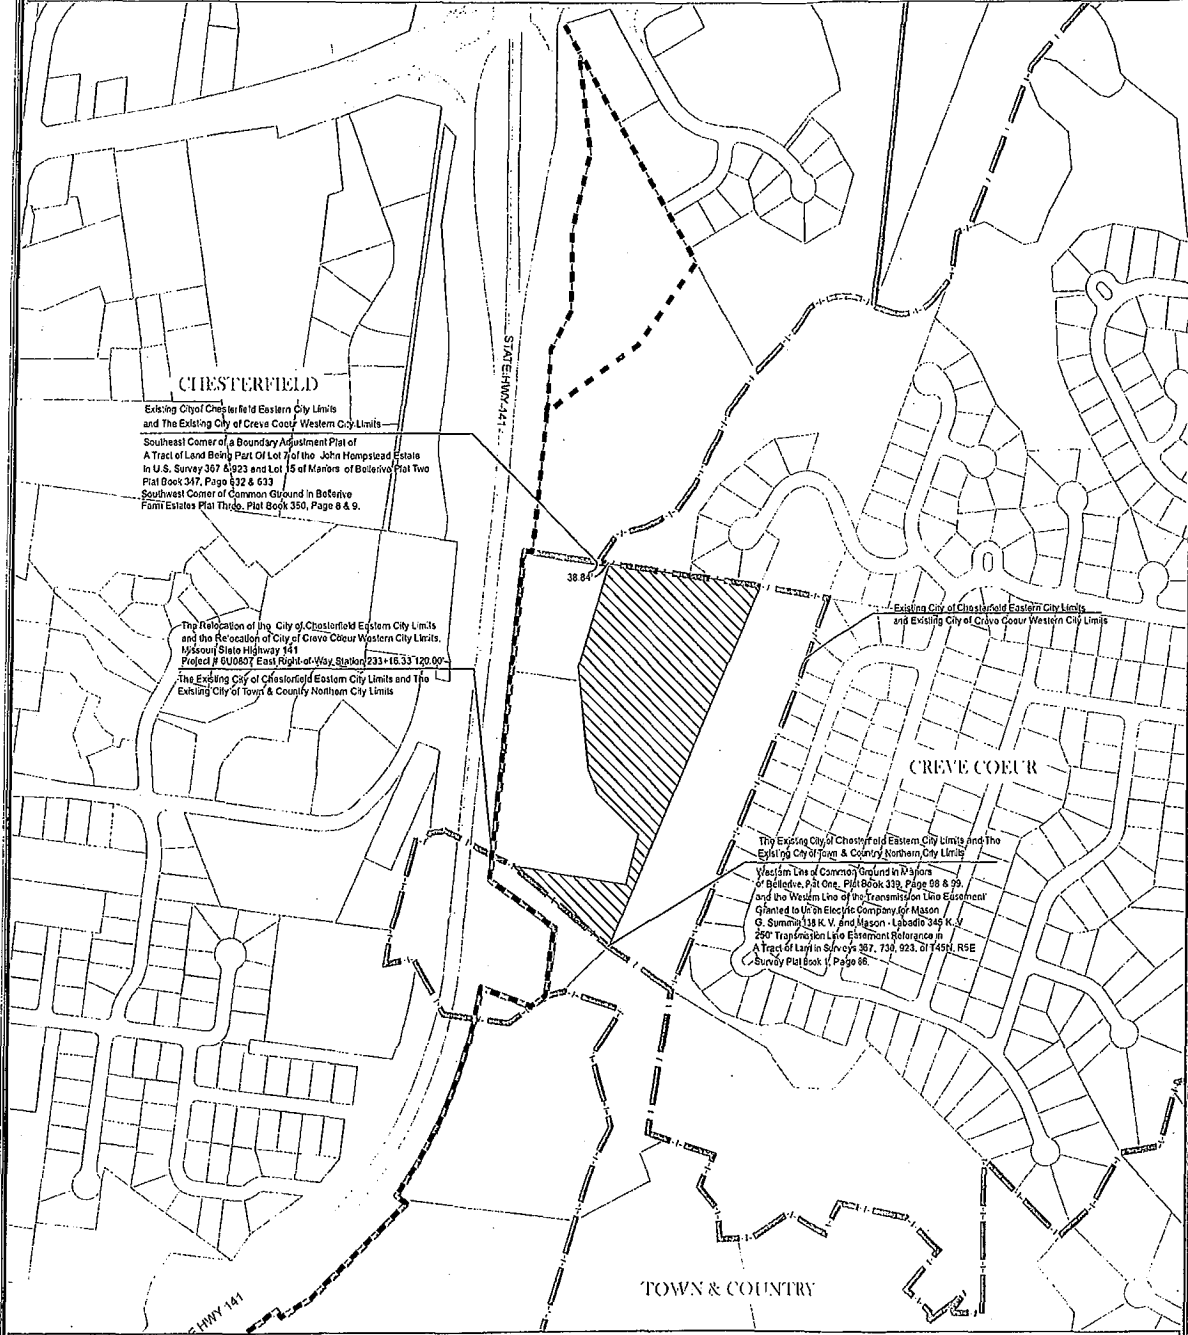 STATE HWY 141
CHESTERFIELD
Existing City of Chesterfield Eastern City Limits
and The Existing City of Creve Coeur Western City Limits
Southeast Corner of a Boundary Adjustment Plat of
A Tract of Land Being Part Of Lot 7 of the John Hempstead Estate
In U.S. Survey 367 & 923 and Lot 15 of Manors of Bellerive Plat Two
Plat Book 347, Page 632 & 633
Southwest Corner of Common Ground in Bellerive
Farm Estates Plat Three, Plat Book 350, Page 8 & 9.
38.84'
Existing City of Chesterfield Eastern City Limits
and Existing City of Creve Coeur Western City Limits
The Relocation of the City of Chesterfield Eastern City Limits
and the Relocation of City of Creve Coeur Western City Limits,
Missouri State Highway 141
Project # 6U0807 East Right-of-Way Station 233+16.33 120.00'
The Existing City of Chesterfield Eastern City Limits and The
Existing City of Town & Country Northern City Limits
CREVE COEUR
The Existing City of Chesterfield Eastern City Limits and The
Existing City of Town & Country Northern City Limits
Western Line of Common Ground in Manors
of Bellerive, Plat One, Plat Book 339, Page 98 & 99,
and the Western Line of the Transmission Line Easement
Granted to Union Electric Company for Mason
G. Summit 138 K. V. and Mason - Labadie 345 K. V
250' Transmission Line Easement Reference in
A Tract of Land in Surveys 367, 730, 923, of T45N, R5E
Survey Plat Book 1, Page 86.
TOWN & COUNTRY
HWY 141